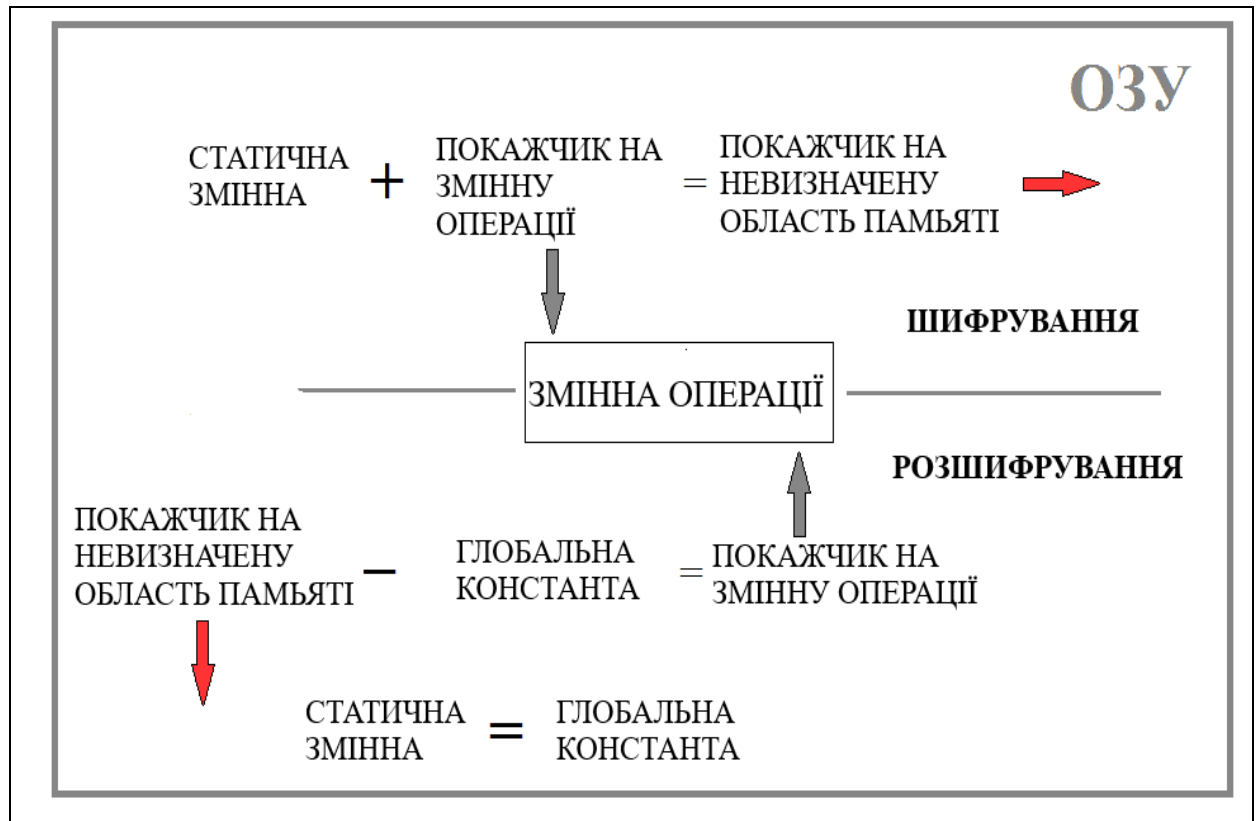 ОЗУ
СТАТИЧНА
ЗМІННА
+
ПОКАЖЧИК НА
ЗМІННУ
ОПЕРАЦІЇ
=
ПОКАЖЧИК НА
НЕВИЗНАЧЕНУ
ОБЛАСТЬ ПАМЬЯТІ
ШИФРУВАННЯ
ЗМІННА ОПЕРАЦІЇ
РОЗШИФРУВАННЯ
ПОКАЖЧИК НА
НЕВИЗНАЧЕНУ
ОБЛАСТЬ ПАМЬЯТІ
−
ГЛОБАЛЬНА
КОНСТАНТА
=
ПОКАЖЧИК НА
ЗМІННУ ОПЕРАЦІЇ
СТАТИЧНА
ЗМІННА
=
ГЛОБАЛЬНА
КОНСТАНТА